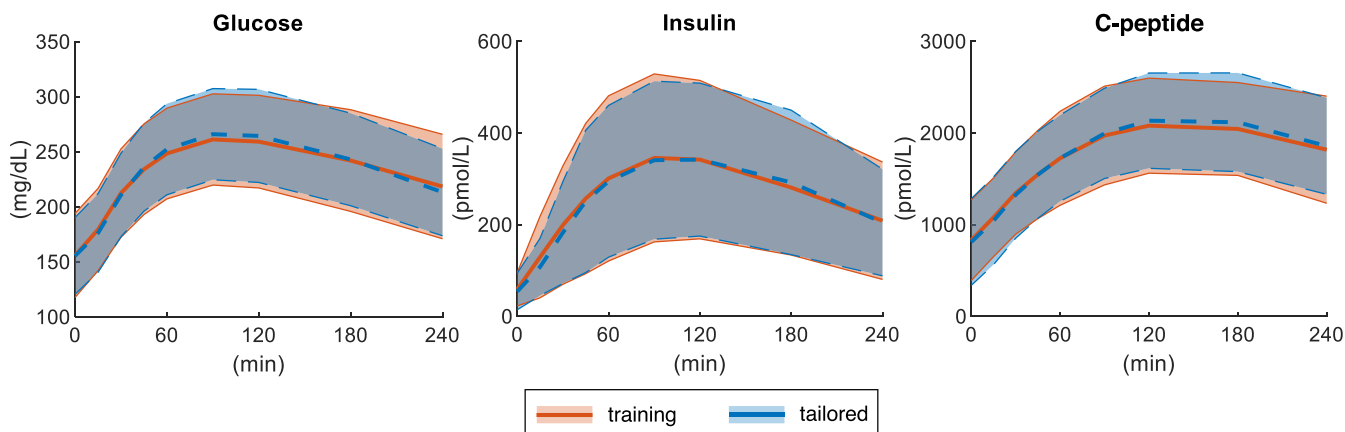 Glucose
350
300
250
200
150
100
(mg/dL)
0 60 120 180 240
(min)
Insulin
600
400
200
0
(pmol/L)
0 60 120 180 240
(min)
C-peptide
3000
2000
1000
0
(pmol/L)
0 60 120 180 240
(min)
training tailored